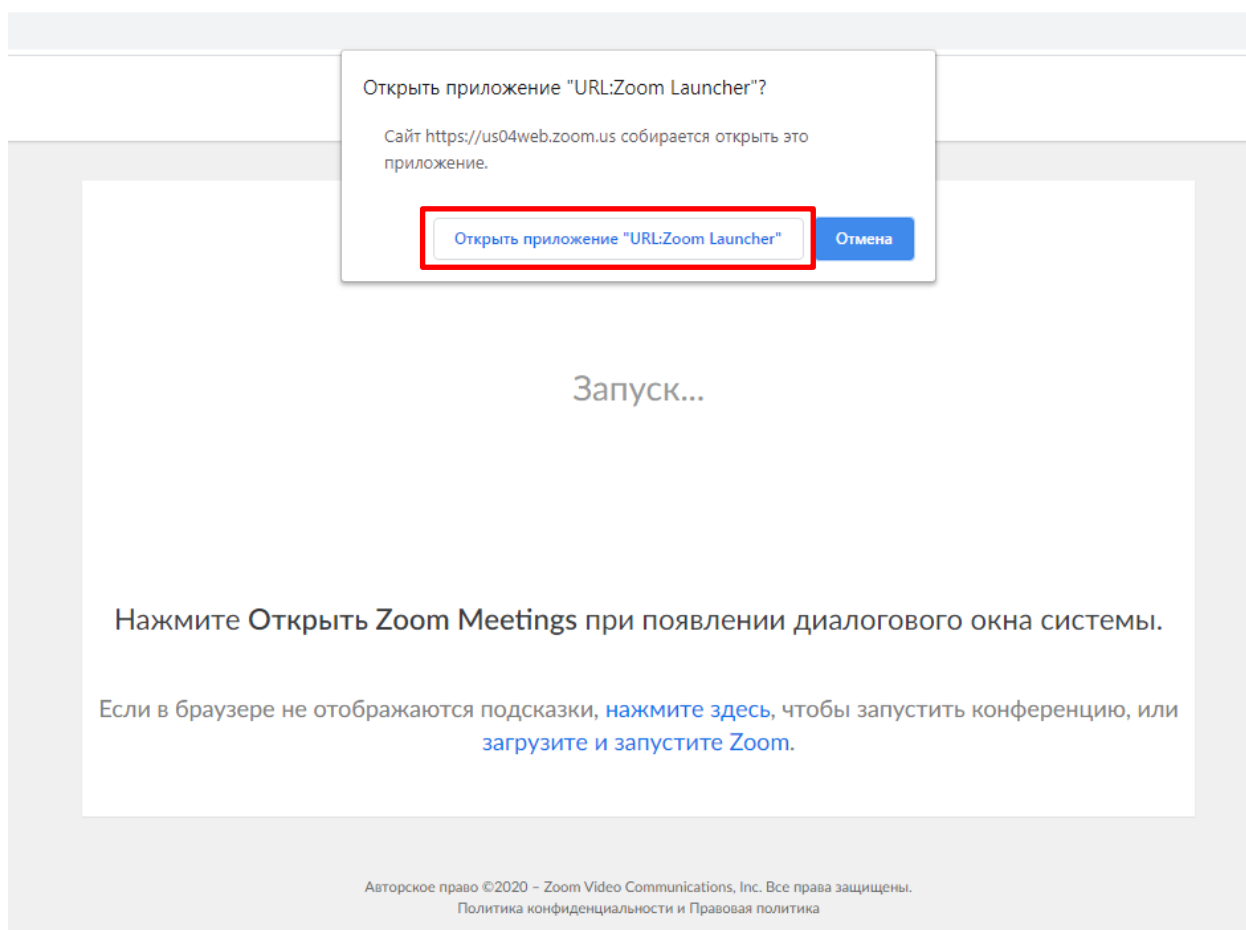 Открыть приложение "URL:Zoom Launcher"?
Сайт https://us04web.zoom.us собирается открыть это
приложение.
Открыть приложение "URL:Zoom Launcher"
Отмена
Запуск...
Нажмите Открыть Zoom Meetings при появлении диалогового окна системы.
Если в браузере не отображаются подсказки, нажмите здесь, чтобы запустить конференцию, или
загрузите и запустите Zoom.
Авторское право ©2020 – Zoom Video Communications, Inc. Все права защищены.
Политика конфиденциальности и Правовая политика